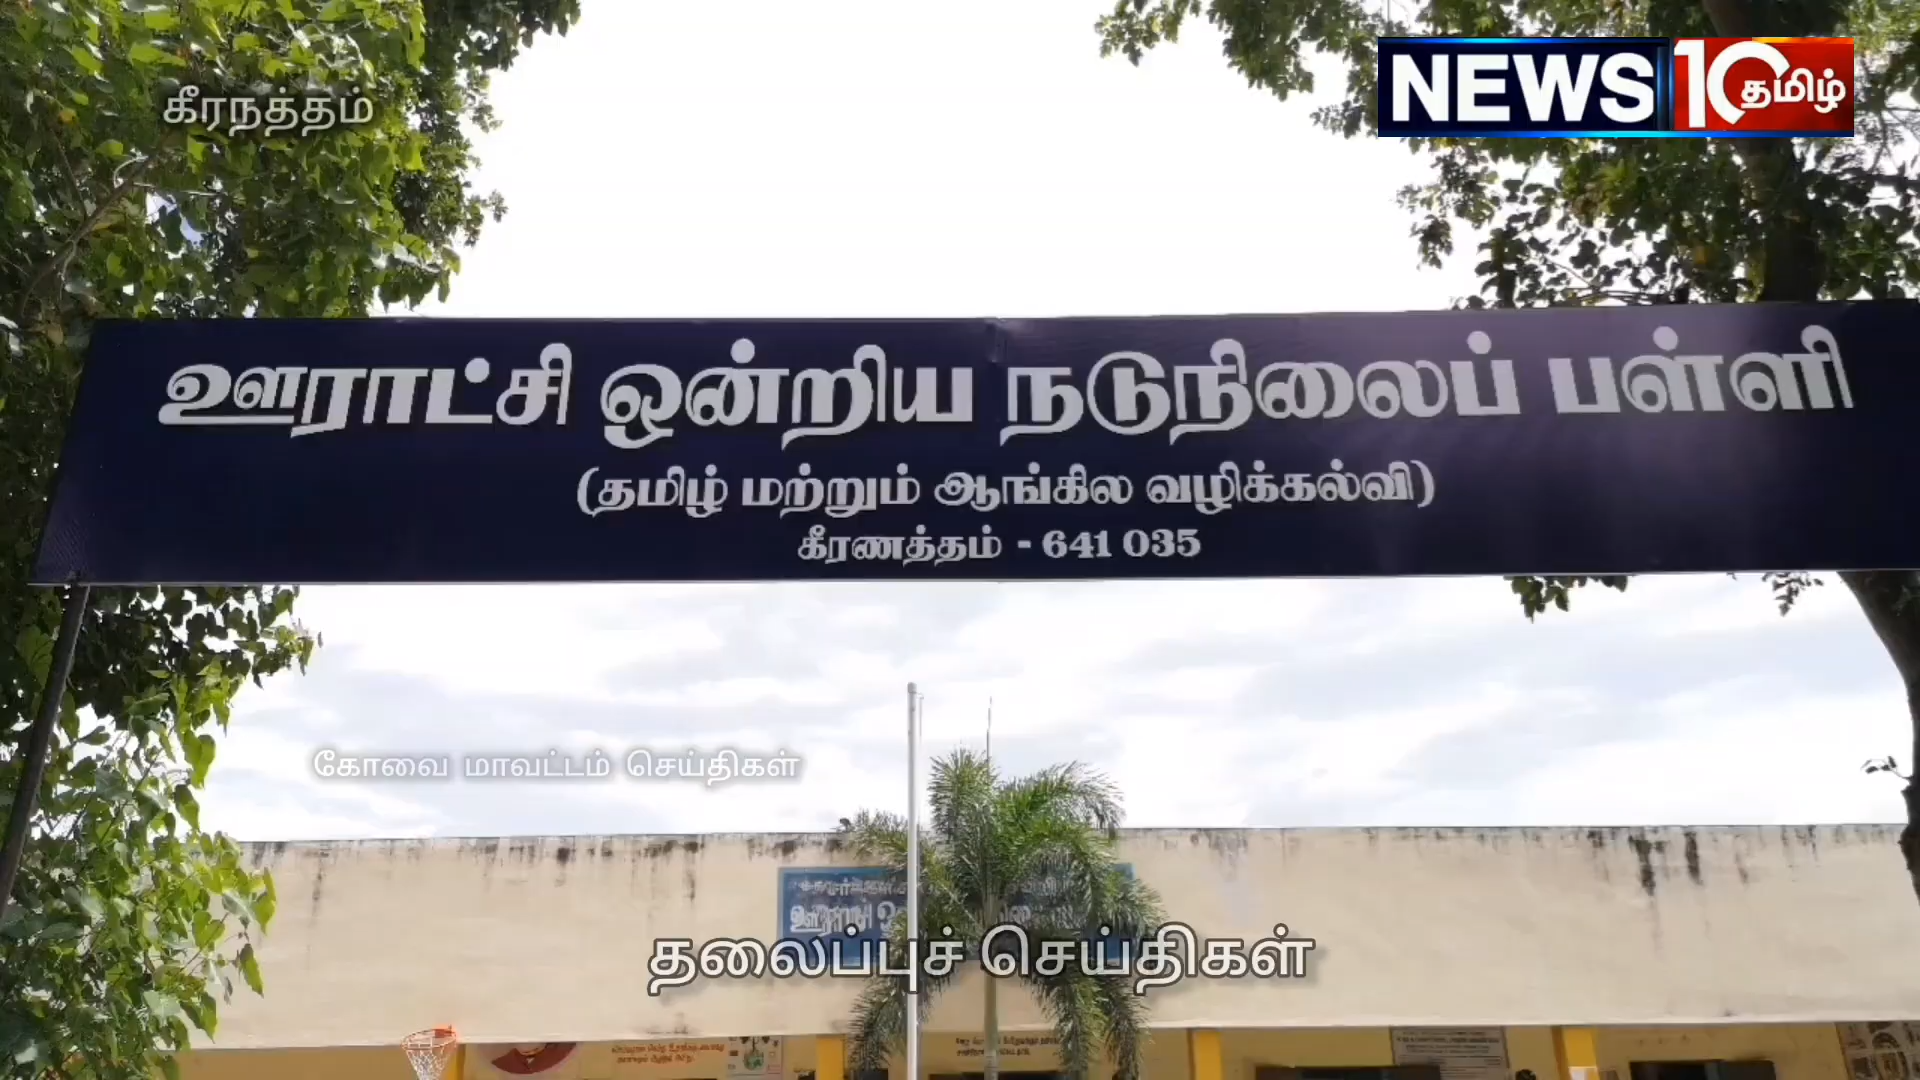 NEWS 10 தமிழ்
கீரநத்தம்
ஊராட்சி ஒன்றிய நடுநிலைப் பள்ளி
(தமிழ் மற்றும் ஆங்கில வழிக்கல்வி)
கீரணத்தம் - 641 035
கோவை மாவட்டம் செய்திகள்
தலைப்புச் செய்திகள்